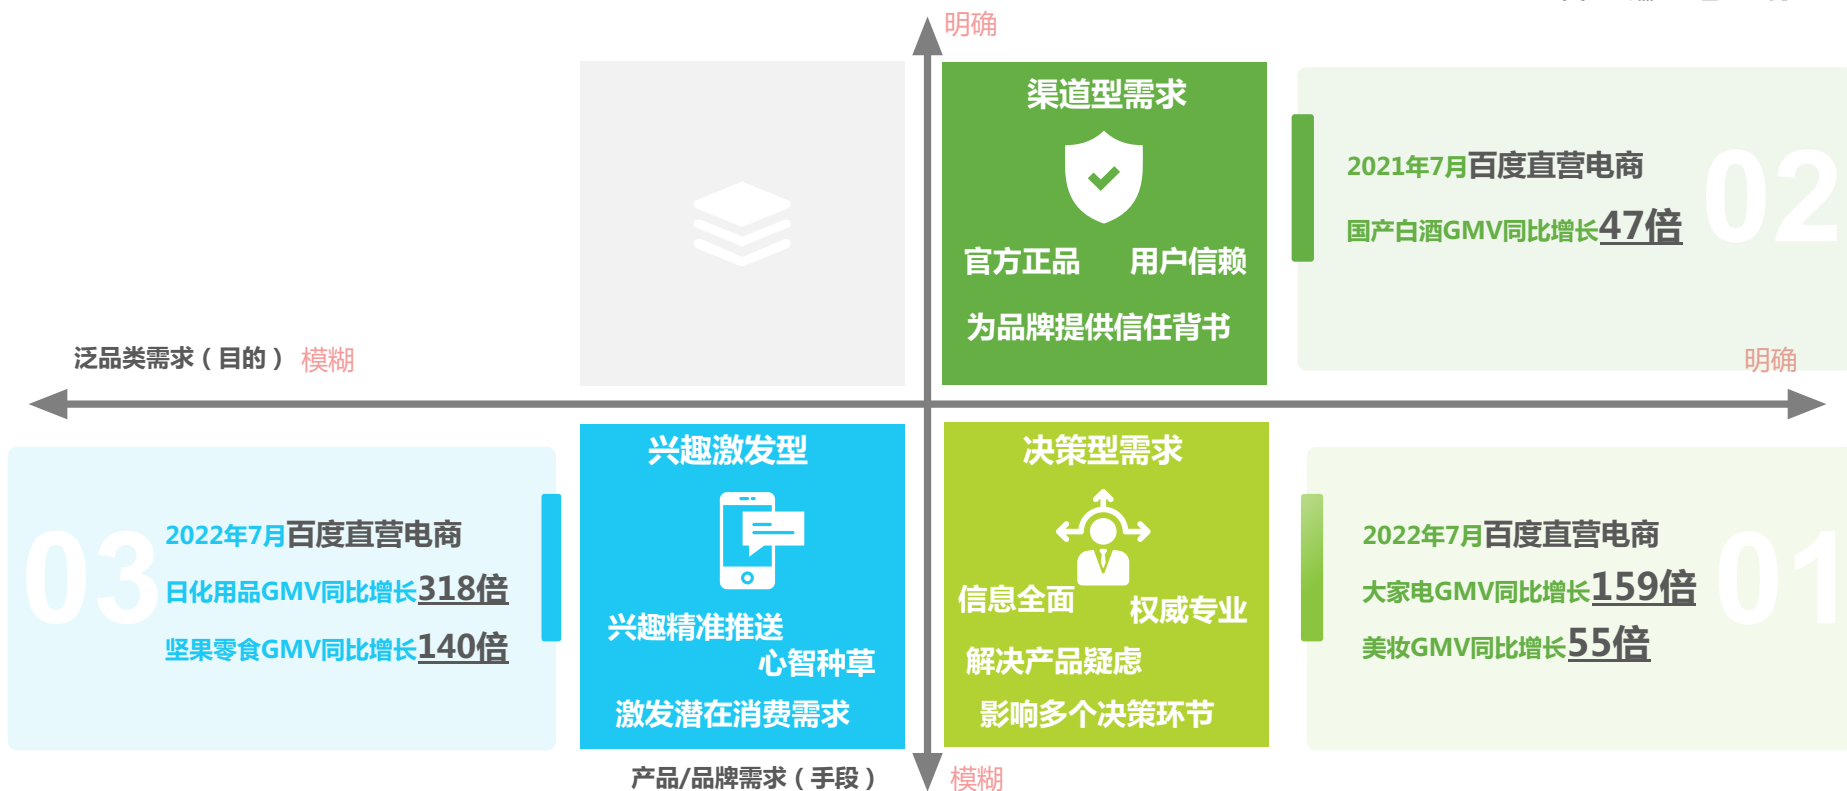 明确
渠道型需求
官方正品 用户信赖
为品牌提供信任背书
2021年7月百度直营电商
国产白酒GMV同比增长47倍
02
泛品类需求（目的） 模糊
明确
兴趣激发型
兴趣精准推送
心智种草
激发潜在消费需求
03
2022年7月百度直营电商
日化用品GMV同比增长318倍
坚果零食GMV同比增长140倍
决策型需求
信息全面
权威专业
解决产品疑虑
影响多个决策环节
2022年7月百度直营电商
大家电GMV同比增长159倍
美妆GMV同比增长55倍
01
产品/品牌需求（手段） 模糊